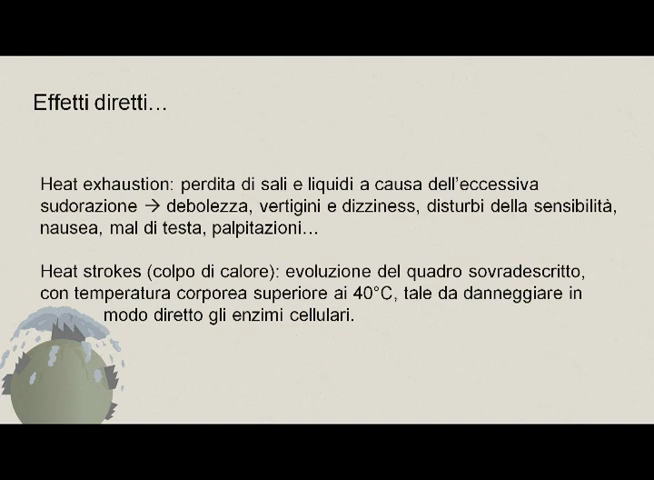 Effetti diretti…
Heat exhaustion: perdita di sali e liquidi a causa dell'eccessiva
sudorazione → debolezza, vertigini e dizziness, disturbi della sensibilità,
nausea, mal di testa, palpitazioni…
Heat strokes (colpo di calore): evoluzione del quadro sovradescritto,
con temperatura corporea superiore ai 40°C, tale da danneggiare in
modo diretto gli enzimi cellulari.